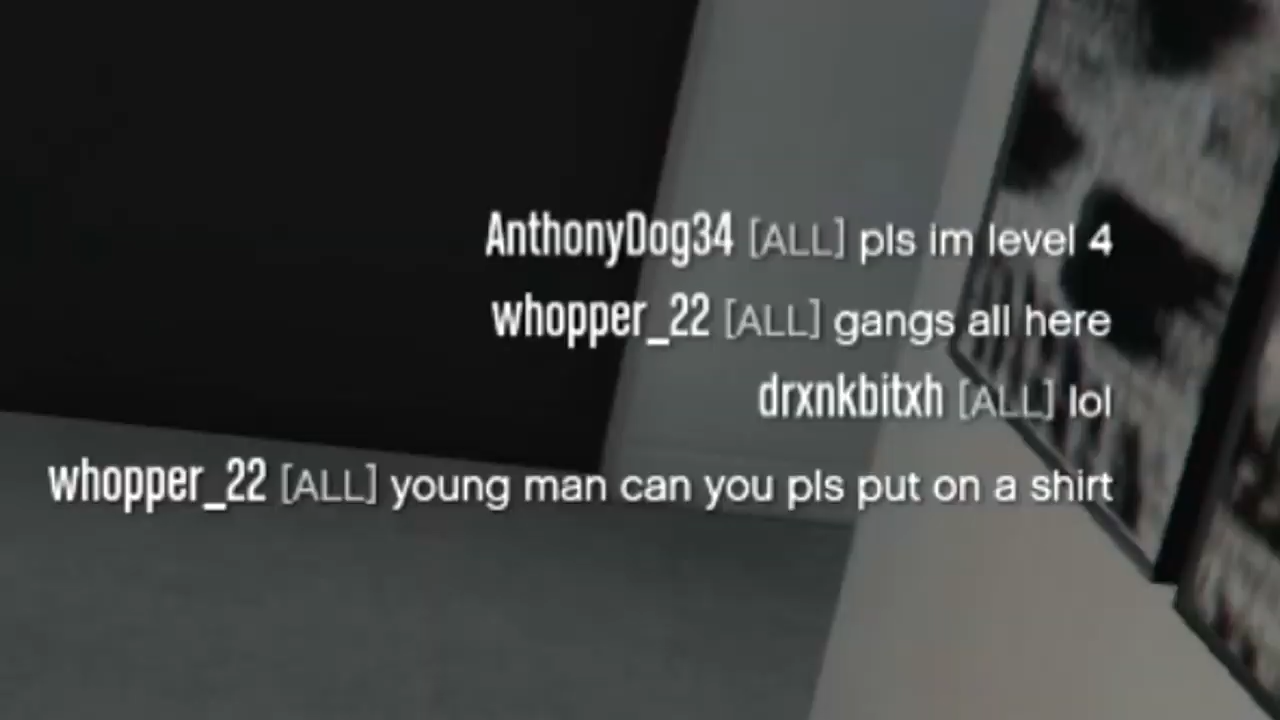 AnthonyDog34 [ALL] pls im level 4
whopper_22 [ALL] gangs all here
drxnkbitxh [ALL] lol
whopper_22 [ALL] young man can you pls put on a shirt